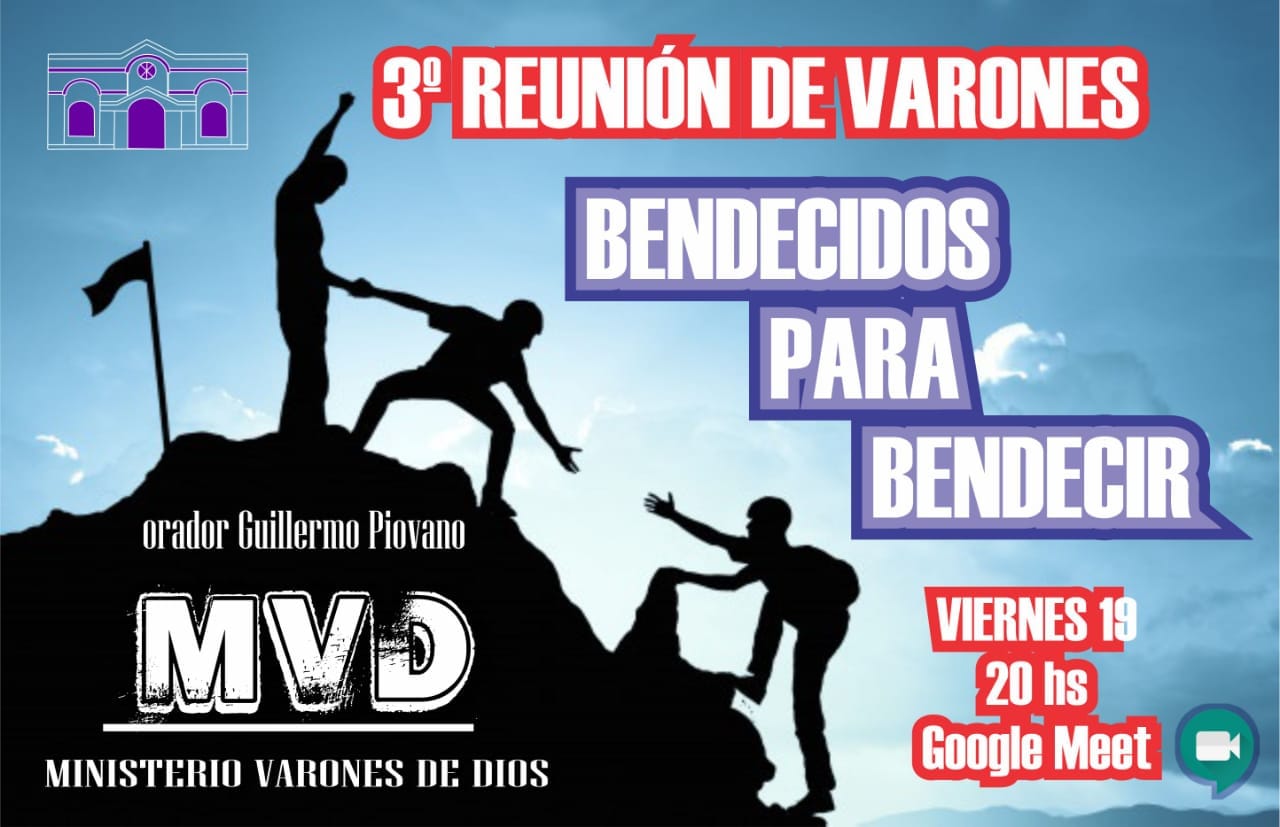 3º REUNIÓN DE VARONES
BENDECIDOS
PARA
BENDECIR
orador Guillermo Piovano
MVD
MINISTERIO VARONES DE DIOS
VIERNES 19
20 hs
Google Meet